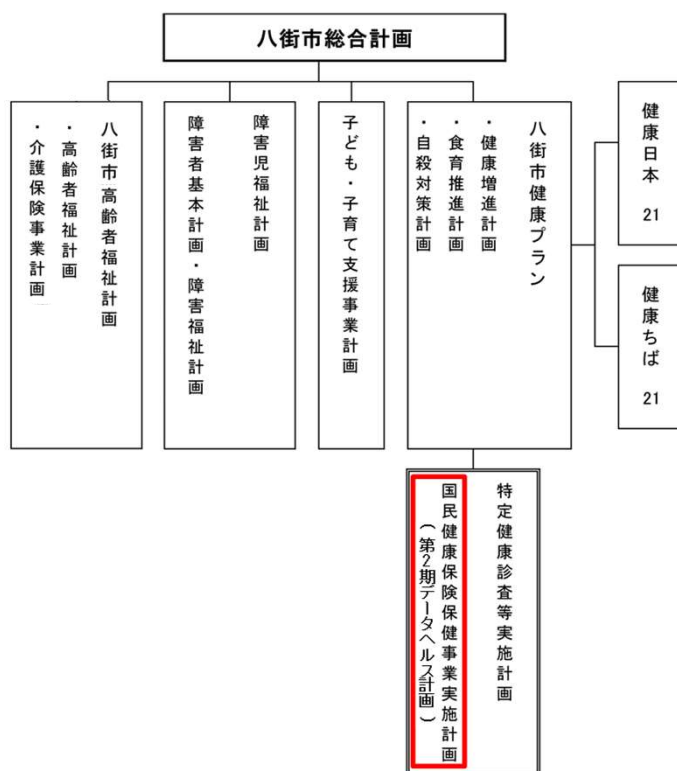 八街市総合計画
健康日本 21
健康ちば 21
八街市健康プラン
・健康増進計画
・食育推進計画
・自殺対策計画
子ども・子育て支援事業計画
障害児福祉計画
障害者基本計画・障害福祉計画
八街市高齢者福祉計画
・高齢者福祉計画
・介護保険事業計画
特定健康診査等実施計画
国民健康保険保健事業実施計画
(第2期データヘルス計画)